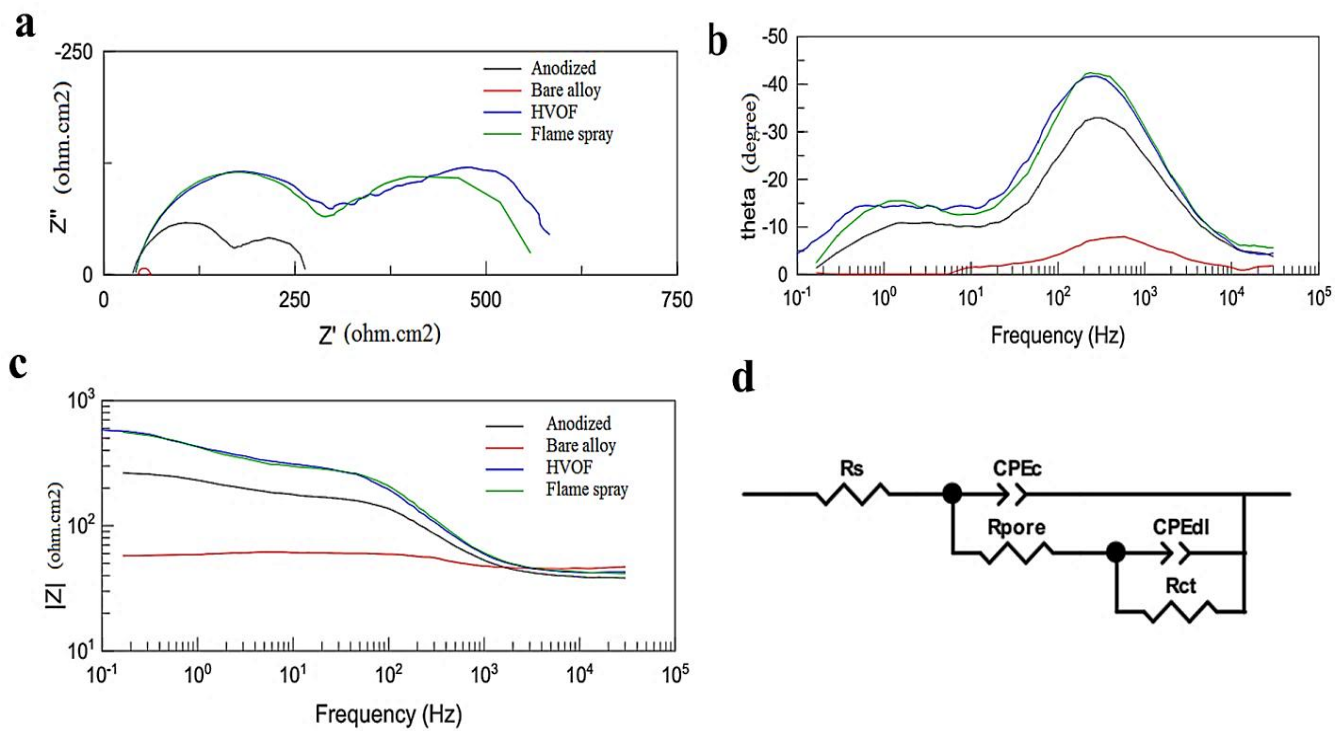 a
-250
Z'' (ohm.cm2)
0
0 250 500 750
Z' (ohm.cm2)
Anodized
Bare alloy
HVOF
Flame spray
b
-50
-40
-30
-20
-10
0
theta (degree)
10-1 100 101 102 103 104 105
Frequency (Hz)
c
103
102
101
|Z| (ohm.cm2)
10-1 100 101 102 103 104 105
Frequency (Hz)
Anodized
Bare alloy
HVOF
Flame spray
d
Rs
CPEc
Rpore
CPEdl
Rct